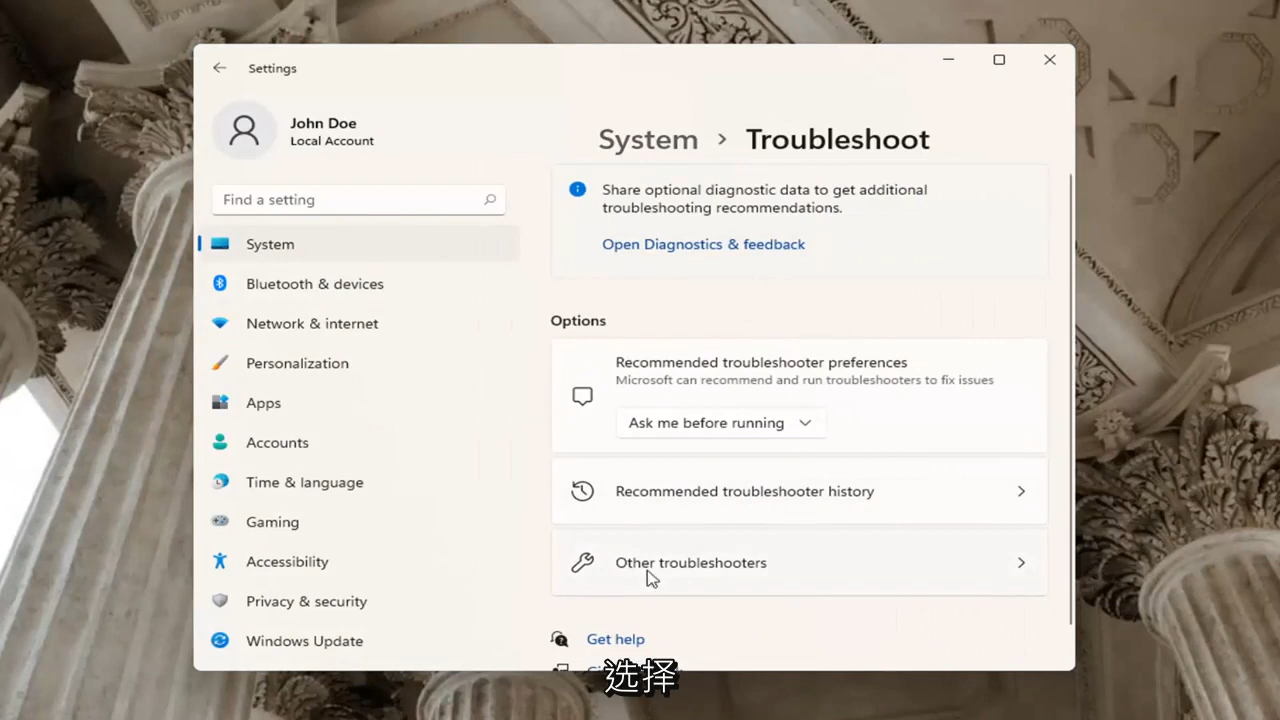 Settings
John Doe
Local Account
System > Troubleshoot
Find a setting
Share optional diagnostic data to get additional
troubleshooting recommendations.
Open Diagnostics & feedback
System
Bluetooth & devices
Network & internet
Personalization
Apps
Accounts
Time & language
Gaming
Accessibility
Privacy & security
Windows Update
Options
Recommended troubleshooter preferences
Microsoft can recommend and run troubleshooters to fix issues
Ask me before running
Recommended troubleshooter history
Other troubleshooters
Get help
选择